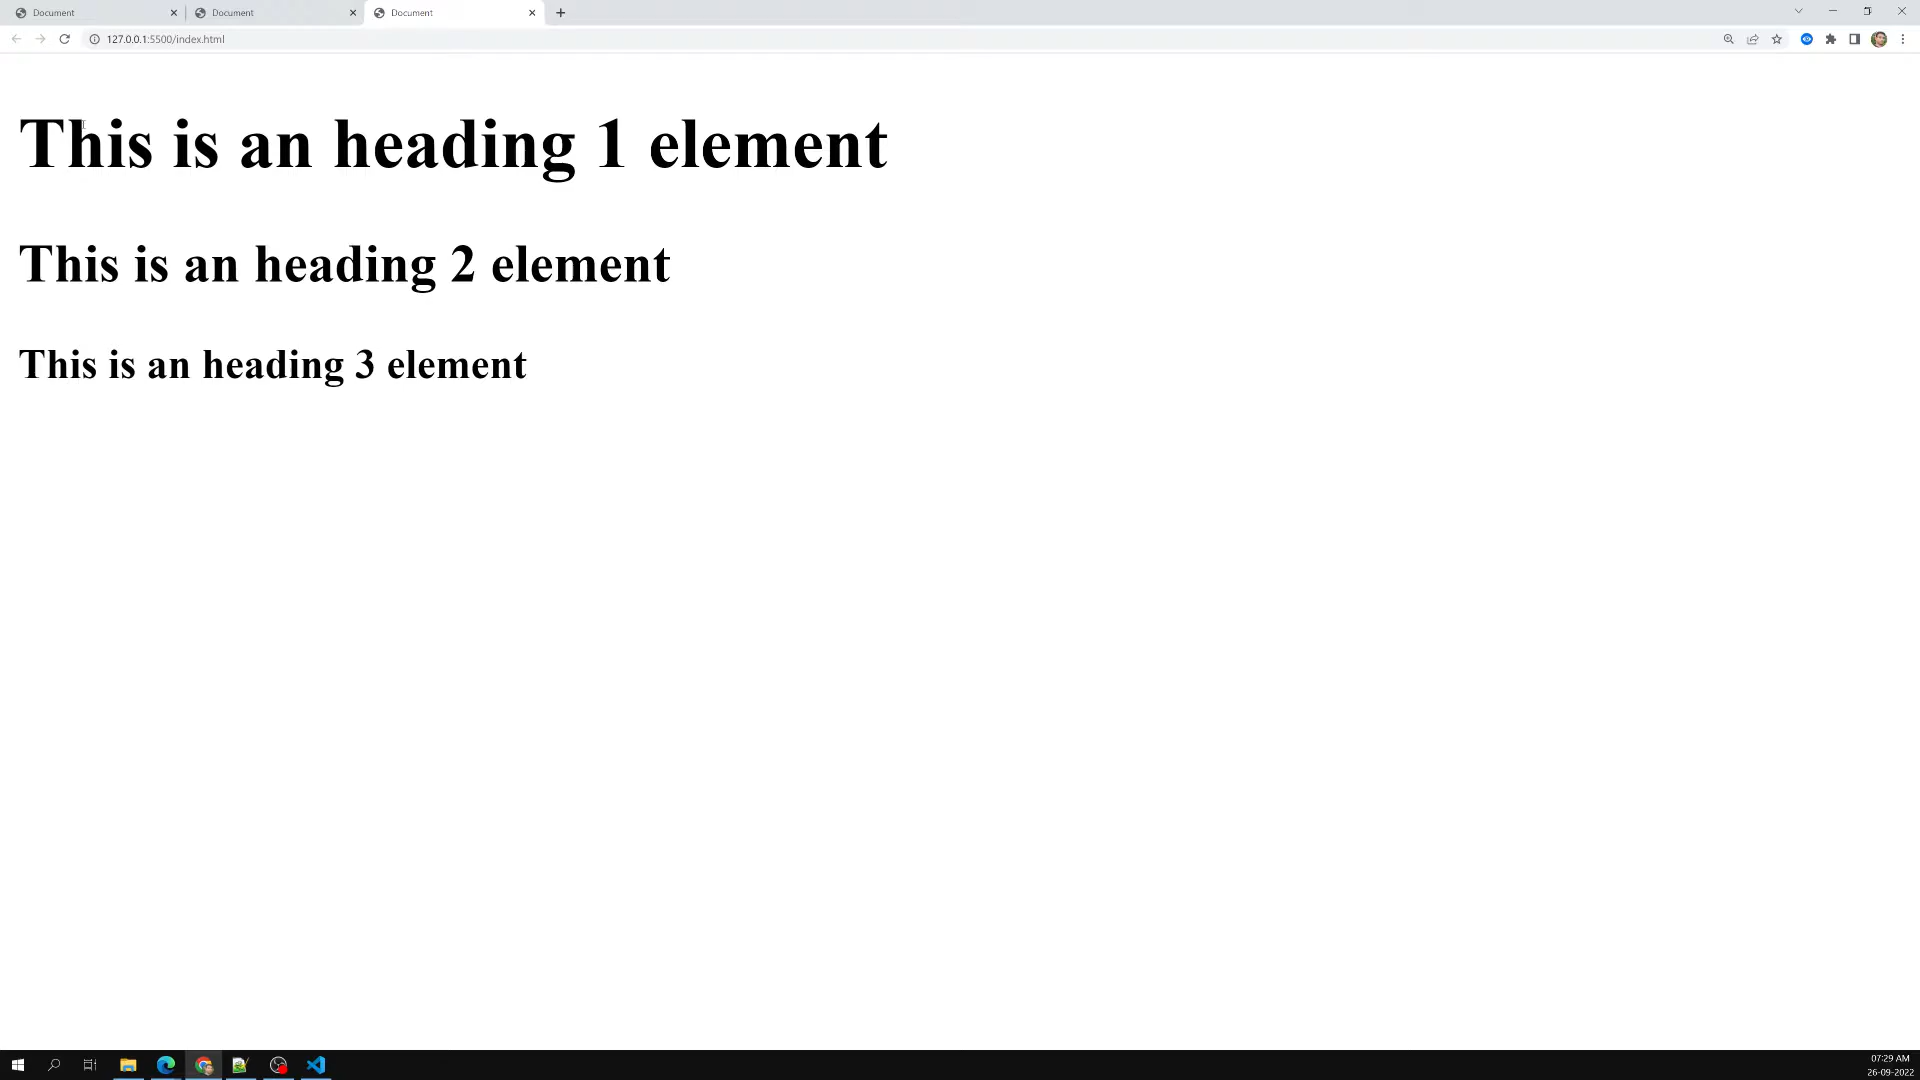 Document
Document
Document
127.0.0.1:5500/index.html
This is an heading 1 element
This is an heading 2 element
This is an heading 3 element
07:29 AM
26-09-2022